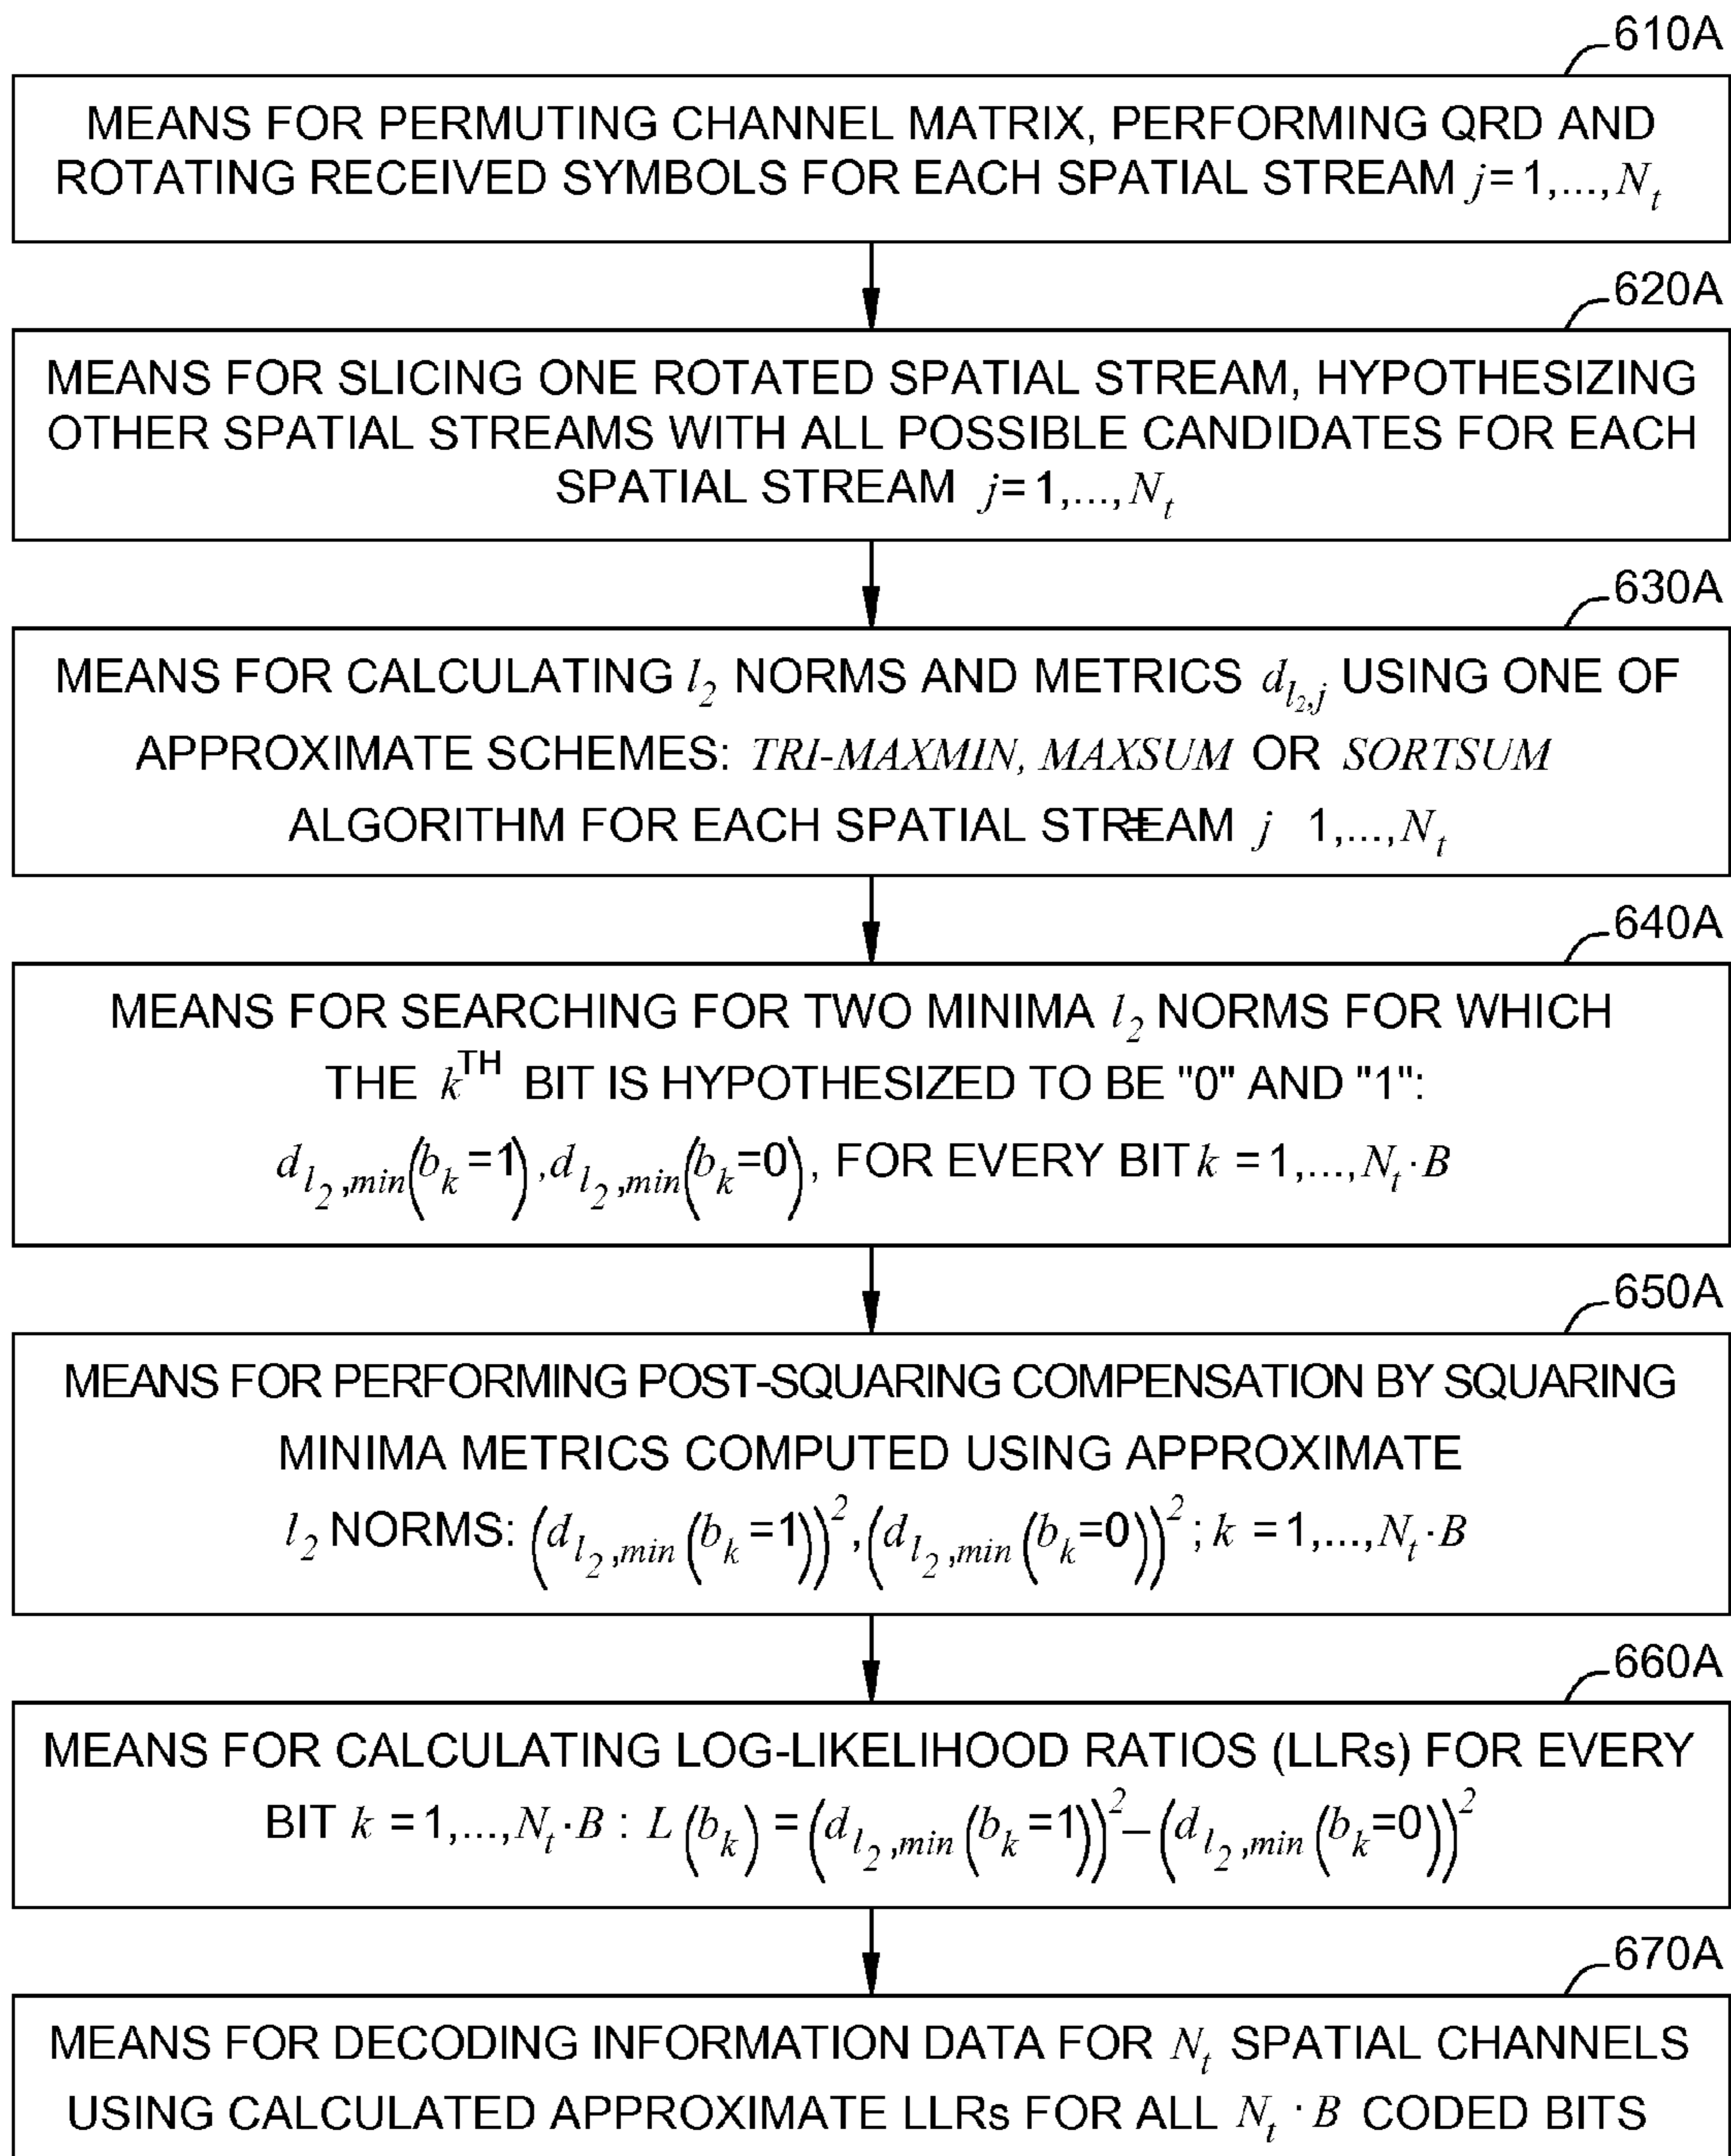 610A
MEANS FOR PERMUTING CHANNEL MATRIX, PERFORMING QRD AND
ROTATING RECEIVED SYMBOLS FOR EACH SPATIAL STREAM j=1,...,N_t
620A
MEANS FOR SLICING ONE ROTATED SPATIAL STREAM, HYPOTHESIZING
OTHER SPATIAL STREAMS WITH ALL POSSIBLE CANDIDATES FOR EACH
SPATIAL STREAM j=1,...,N_t
630A
MEANS FOR CALCULATING l_2 NORMS AND METRICS d_{l_2,j} USING ONE OF
APPROXIMATE SCHEMES: TRI-MAXMIN, MAXSUM OR SORTSUM
ALGORITHM FOR EACH SPATIAL STREAM j = 1,...,N_t
640A
MEANS FOR SEARCHING FOR TWO MINIMA l_2 NORMS FOR WHICH
THE k^TH BIT IS HYPOTHESIZED TO BE "0" AND "1":
d_{l_2,min}(b_k=1), d_{l_2,min}(b_k=0), FOR EVERY BIT k = 1,...,N_t·B
650A
MEANS FOR PERFORMING POST-SQUARING COMPENSATION BY SQUARING
MINIMA METRICS COMPUTED USING APPROXIMATE
l_2 NORMS: (d_{l_2,min}(b_k=1))^2, (d_{l_2,min}(b_k=0))^2; k = 1,...,N_t·B
660A
MEANS FOR CALCULATING LOG-LIKELIHOOD RATIOS (LLRs) FOR EVERY
BIT k = 1,...,N_t·B : L(b_k) = (d_{l_2,min}(b_k=1))^2 – (d_{l_2,min}(b_k=0))^2
670A
MEANS FOR DECODING INFORMATION DATA FOR N_t SPATIAL CHANNELS
USING CALCULATED APPROXIMATE LLRs FOR ALL N_t · B CODED BITS